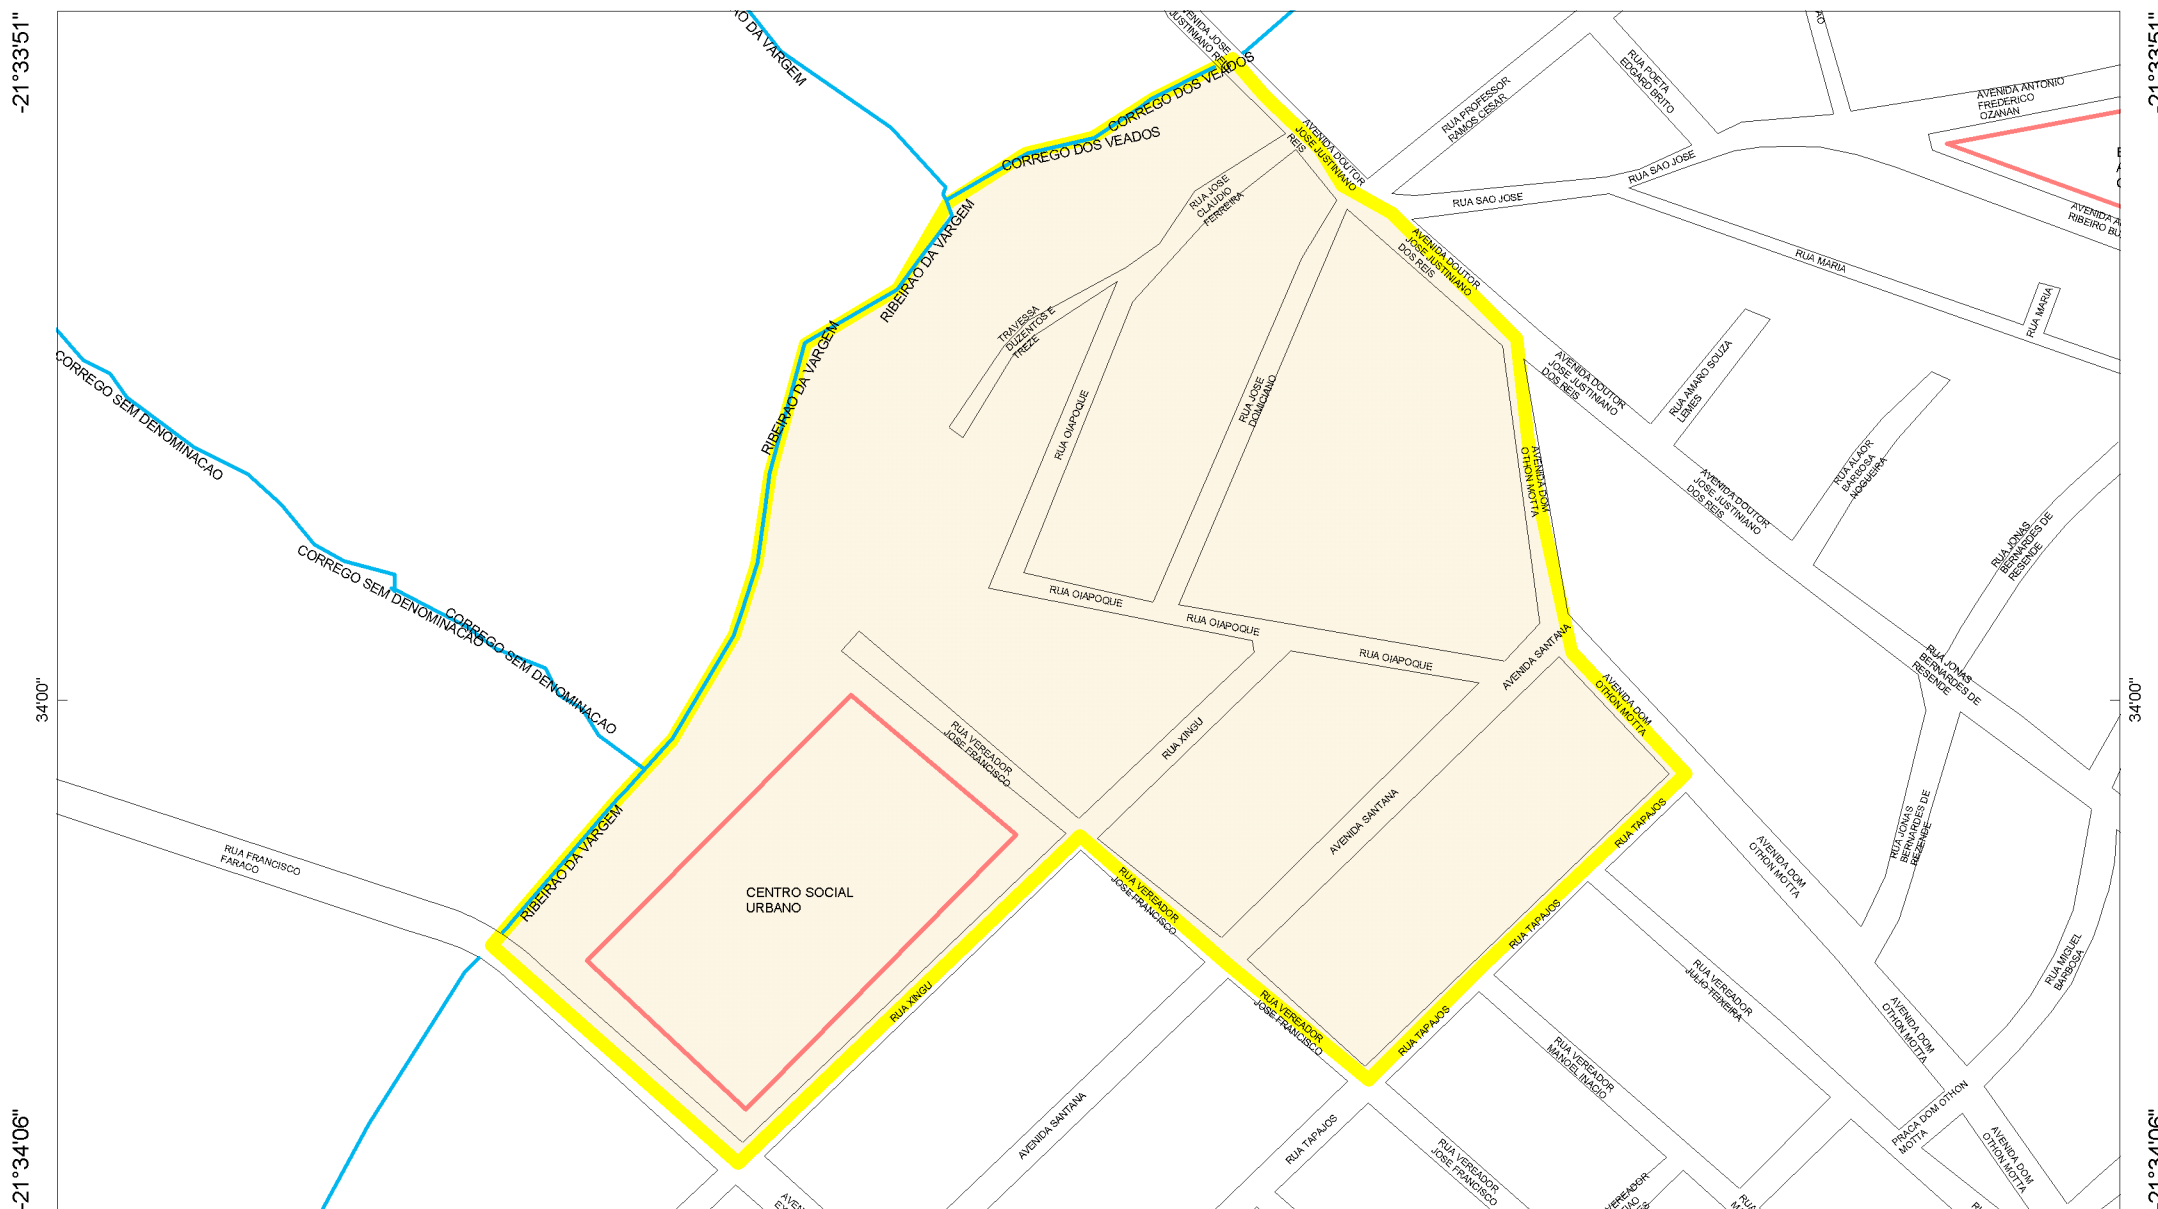 -21°33'51"
-21°33'51"
RIBEIRAO DA VARGEM
AVENIDA JOSE
JUSTINIANO REIS
CORREGO DOS VEADOS
CORREGO DOS VEADOS
AVENIDA DOUTOR
JOSE JUSTINIANO
REIS
RUA PROFESSOR
RAMOS CESAR
RUA POETA
EDGARD BRITO
AVENIDA ANTONIO
FREDERICO
OZANAN
RUA SAO JOSE
RUA SAO JOSE
AVENIDA A
RIBEIRO BU
RUA MARIA
RUA MARIA
RUA JOSE
CLAUDIO
FERREIRA
RIBEIRAO DA VARGEM
AVENIDA DOUTOR
JOSE JUSTINIANO
DOS REIS
TRAVESSA
DUZENTOS E
TREZE
RIBEIRAO DA VARGEM
CORREGO SEM DENOMINACAO
RUA OIAPOQUE
RUA JOSE
DOMICIANO
AVENIDA DOUTOR
JOSE JUSTINIANO
DOS REIS
RUA AMARO SOUZA
LEMES
RUA ALAOR
BARBOSA
NOGUEIRA
AVENIDA DOM
OTHON MOTTA
AVENIDA DOUTOR
JOSE JUSTINIANO
DOS REIS
RUA JONAS
BERNARDES DE
RESENDE
CORREGO SEM DENOMINACAO
CORREGO SEM DENOMINACAO
RUA OIAPOQUE
RUA OIAPOQUE
RUA OIAPOQUE
AVENIDA SANTANA
RUA JONAS
BERNARDES DE
RESENDE
34'00"
34'00"
AVENIDA DOM
OTHON MOTTA
RUA VEREADOR
JOSE FRANCISCO
RUA XINGU
AVENIDA SANTANA
RUA TAPAJOS
RUA JONAS
BERNARDES DE
REZENDE
RIBEIRAO DA VARGEM
RUA FRANCISCO
FARACO
CENTRO SOCIAL
URBANO
RUA VEREADOR
JOSE FRANCISCO
AVENIDA DOM
OTHON MOTTA
RUA TAPAJOS
RUA XINGU
RUA VEREADOR
JOSE FRANCISCO
RUA TAPAJOS
RUA VEREADOR
JULIO TEIXEIRA
RUA MIGUEL
BARBOSA
AVENIDA DOM
OTHON MOTTA
RUA VEREADOR
MANOEL INACIO
AVENIDA SANTANA
RUA TAPAJOS
RUA VEREADOR
JOSE FRANCISCO
PRACA DOM OTHON
MOTTA
AVENIDA DOM
OTHON MOTTA
-21°34'06"
-21°34'06"